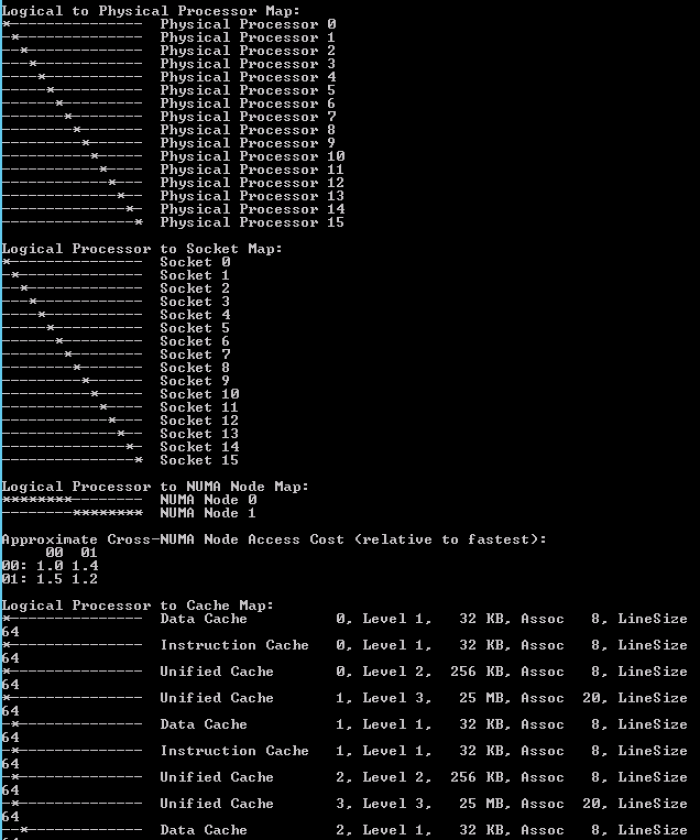 Logical to Physical Processor Map:
*---------------  Physical Processor 0
-*--------------  Physical Processor 1
--*-------------  Physical Processor 2
---*------------  Physical Processor 3
----*-----------  Physical Processor 4
-----*----------  Physical Processor 5
------*---------  Physical Processor 6
-------*--------  Physical Processor 7
--------*-------  Physical Processor 8
---------*------  Physical Processor 9
----------*-----  Physical Processor 10
-----------*----  Physical Processor 11
------------*---  Physical Processor 12
-------------*--  Physical Processor 13
--------------*-  Physical Processor 14
---------------*  Physical Processor 15
Logical Processor to Socket Map:
*---------------  Socket 0
-*--------------  Socket 1
--*-------------  Socket 2
---*------------  Socket 3
----*-----------  Socket 4
-----*----------  Socket 5
------*---------  Socket 6
-------*--------  Socket 7
--------*-------  Socket 8
---------*------  Socket 9
----------*-----  Socket 10
-----------*----  Socket 11
------------*---  Socket 12
-------------*--  Socket 13
--------------*-  Socket 14
---------------*  Socket 15
Logical Processor to NUMA Node Map:
********--------  NUMA Node 0
--------********  NUMA Node 1
Approximate Cross-NUMA Node Access Cost (relative to fastest):
     00  01
00: 1.0 1.4
01: 1.5 1.2
Logical Processor to Cache Map:
*---------------  Data Cache          0, Level 1,   32 KB, Assoc   8, LineSize
64
*---------------  Instruction Cache   0, Level 1,   32 KB, Assoc   8, LineSize
64
*---------------  Unified Cache       0, Level 2,  256 KB, Assoc   8, LineSize
64
*---------------  Unified Cache       1, Level 3,   25 MB, Assoc  20, LineSize
64
-*--------------  Data Cache          1, Level 1,   32 KB, Assoc   8, LineSize
64
-*--------------  Instruction Cache   1, Level 1,   32 KB, Assoc   8, LineSize
64
-*--------------  Unified Cache       2, Level 2,  256 KB, Assoc   8, LineSize
64
-*--------------  Unified Cache       3, Level 3,   25 MB, Assoc  20, LineSize
64
--*-------------  Data Cache          2, Level 1,   32 KB, Assoc   8, LineSize